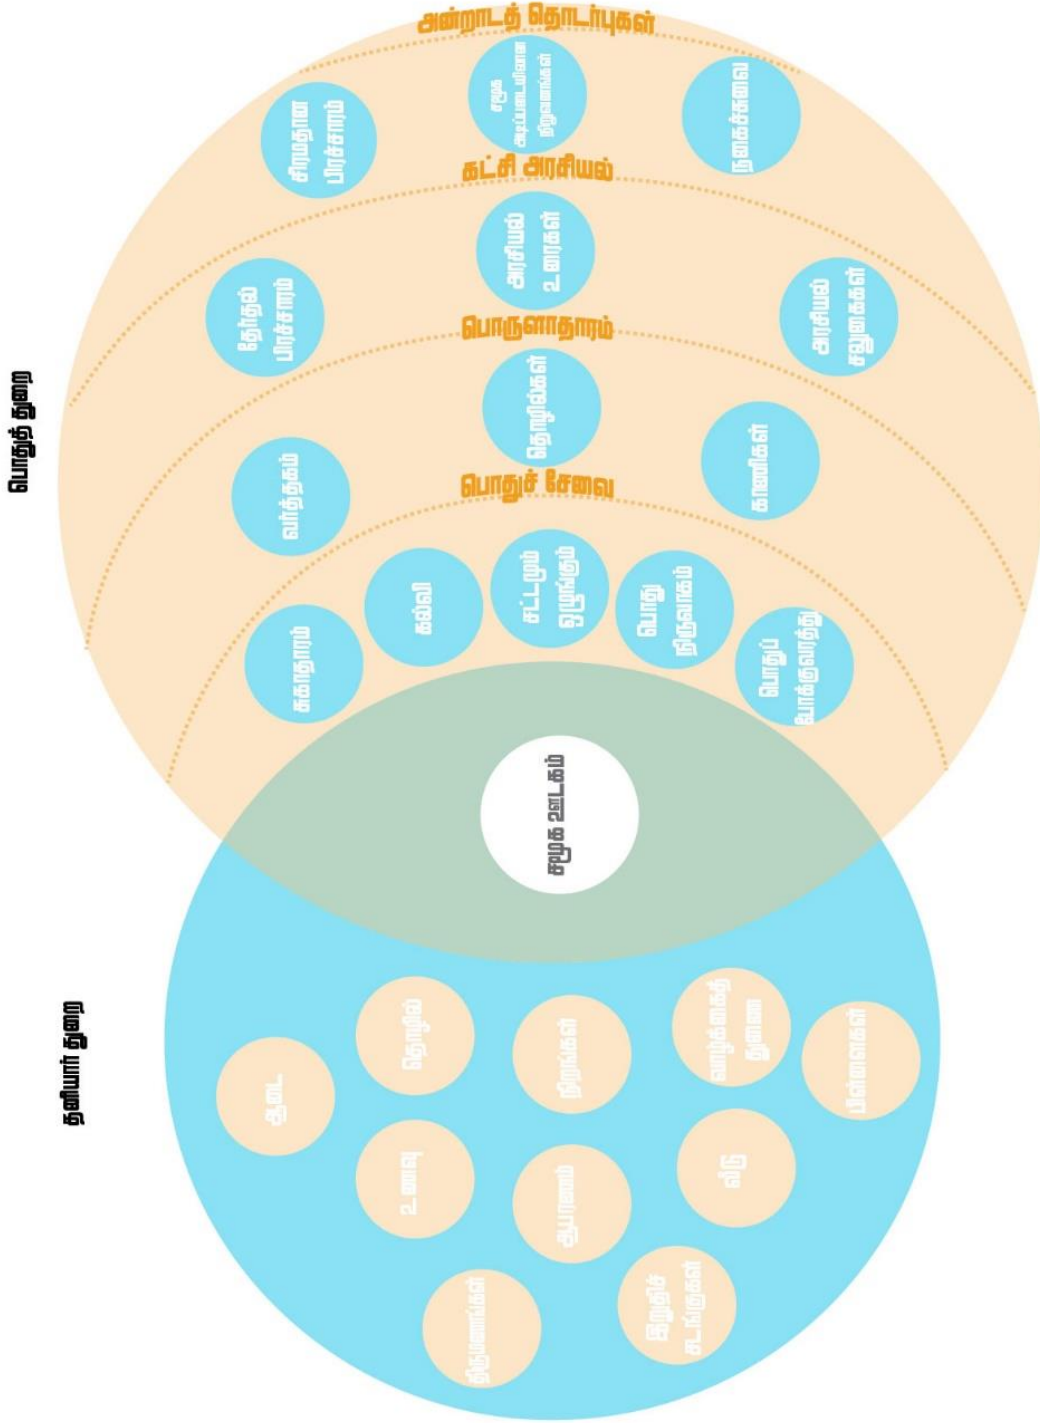 அன்றாடத் தொடர்புகள்
சிரமதான
பிரச்சாரம்
சமூக
அடிப்படையிலான
நிறுவனங்கள்
நகைச்சுவை
கட்சி அரசியல்
தேர்தல்
பிரச்சாரம்
அரசியல்
உரைகள்
அரசியல்
சலுகைகள்
பொருளாதாரம்
வர்த்தகம்
தொழில்கள்
காணிகள்
பொதுச் சேவை
சுகாதாரம்
கல்வி
சட்டமும்
ஒழுங்கும்
பொது
நிருவாகம்
பொதுப்
போக்குவரத்து
பொதுத் துறை
சமூக ஊடகம்
தனியார் துறை
ஆடை
தொழில்
நிறங்கள்
வாழ்க்கைத்
துணை
பிள்ளைகள்
உணவு
ஆபரணம்
வீடு
திருமணங்கள்
இறுதிச்
சடங்குகள்